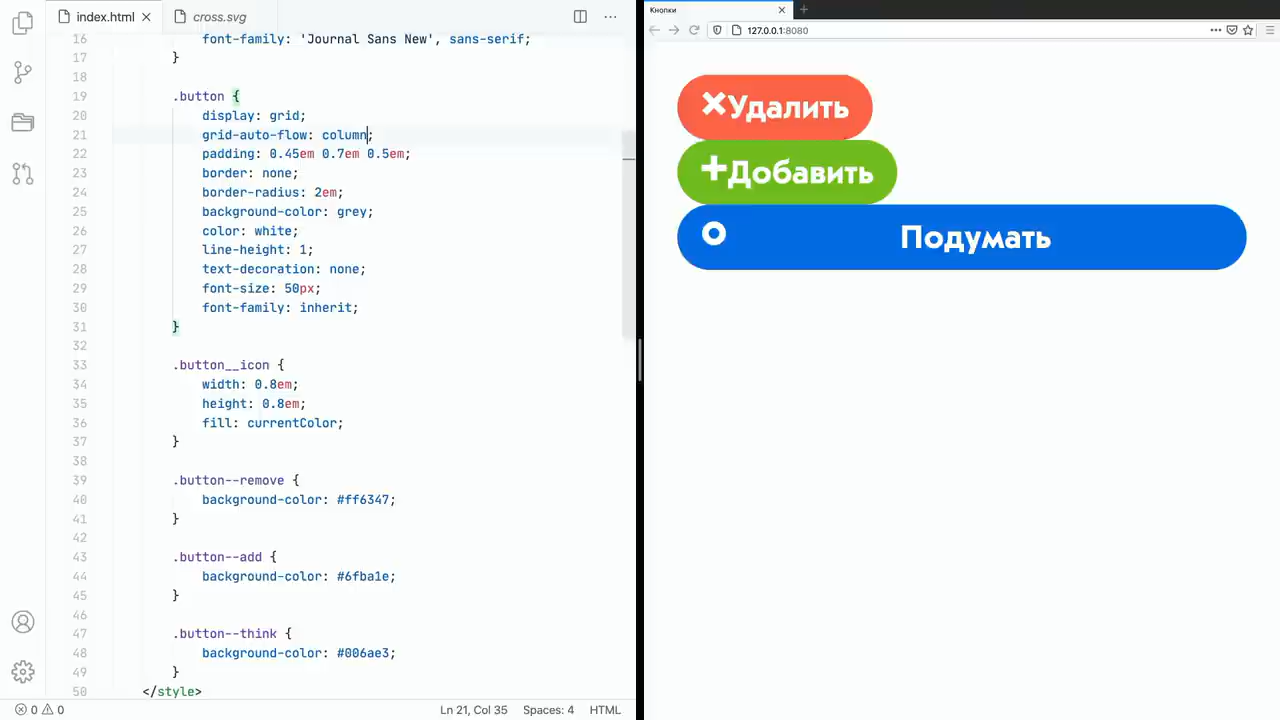 index.html
cross.svg
16 font-family: 'Journal Sans New', sans-serif;
17 }
18
19 .button {
20 display: grid;
21 grid-auto-flow: column;
22 padding: 0.45em 0.7em 0.5em;
23 border: none;
24 border-radius: 2em;
25 background-color: grey;
26 color: white;
27 line-height: 1;
28 text-decoration: none;
29 font-size: 50px;
30 font-family: inherit;
31 }
32
33 .button__icon {
34 width: 0.8em;
35 height: 0.8em;
36 fill: currentColor;
37 }
38
39 .button--remove {
40 background-color: #ff6347;
41 }
42
43 .button--add {
44 background-color: #6fba1e;
45 }
46
47 .button--think {
48 background-color: #006ae3;
49 }
50 </style>
0 0
Ln 21, Col 35
Spaces: 4
HTML
Кнопки
127.0.0.1:8080
Удалить
Добавить
Подумать